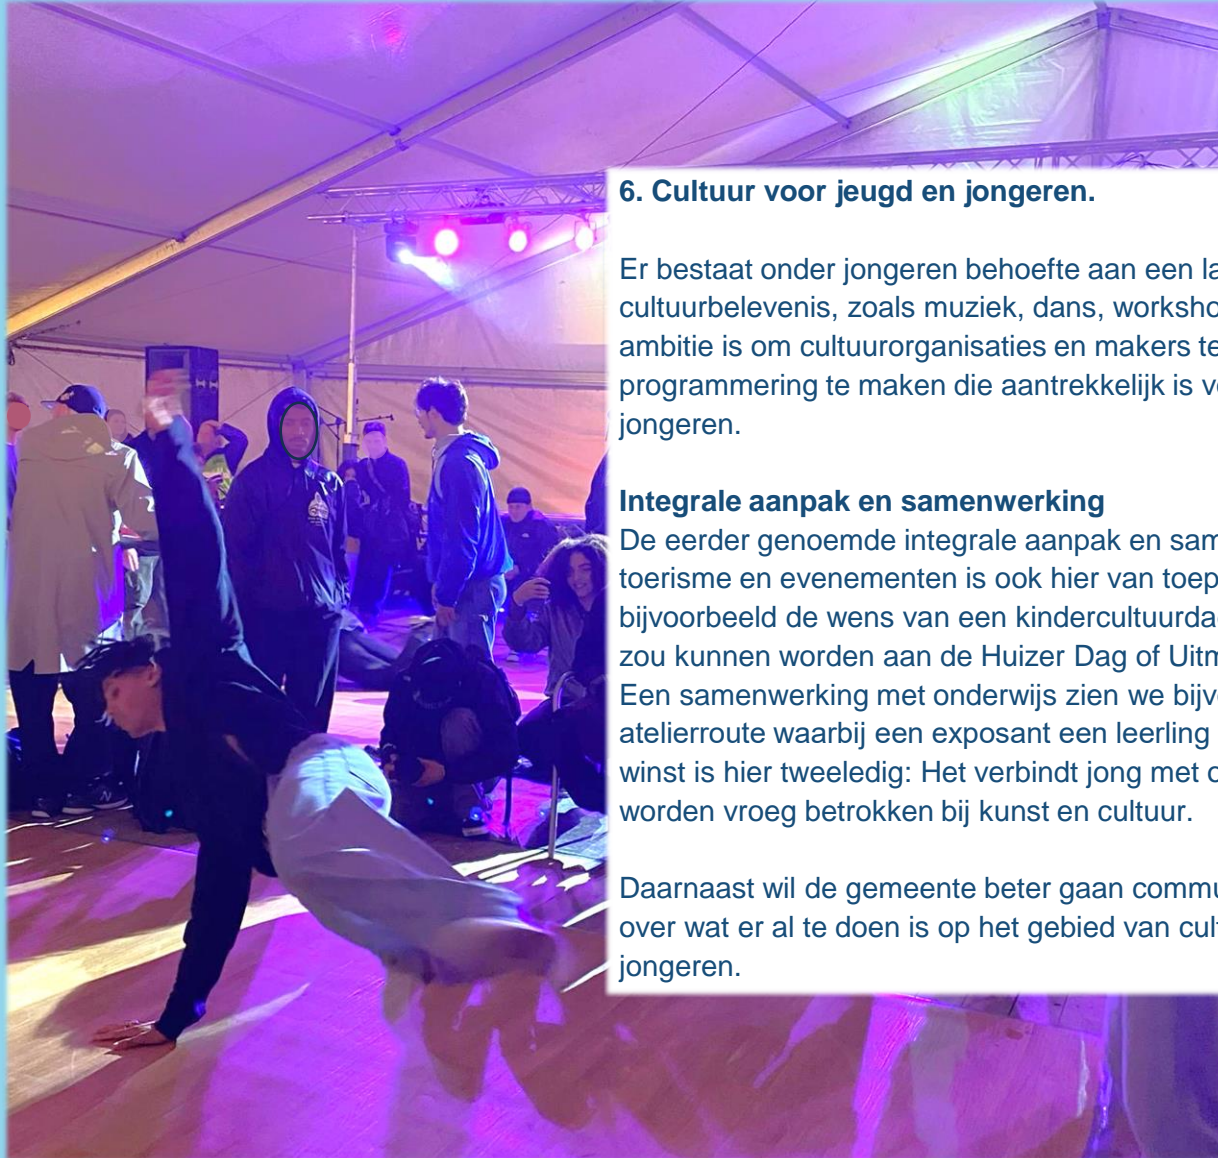 6. Cultuur voor jeugd en jongeren.
Er bestaat onder jongeren behoefte aan een
cultuurbelevenis, zoals muziek, dans,
ambitie is om cultuurorganisaties en makers
programmering te maken die aantrekkelijk is
jongeren.
Integrale aanpak en samenwerking
De eerder genoemde integrale aanpak en
toerisme en evenementen is ook hier van
bijvoorbeeld de wens van een
zou kunnen worden aan de Huizer Dag of
Een samenwerking met onderwijs zien we
atelierroute waarbij een exposant een leerling
winst is hier tweeledig: Het verbindt jong met
worden vroeg betrokken bij kunst en cultuur.
Daarnaast wil de gemeente beter gaan
over wat er al te doen is op het gebied van
jongeren.